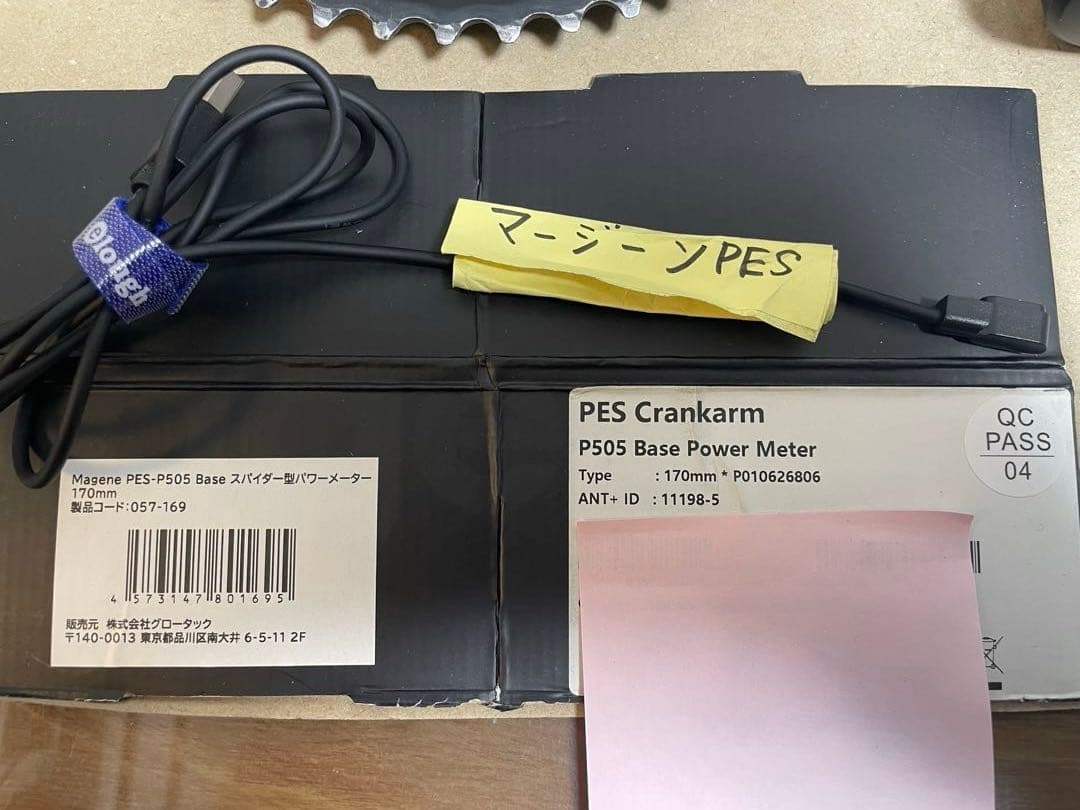 elough
マージーンPES
PES Crankarm
P505 Base Power Meter
Type : 170mm * P010626806
ANT+ ID : 11198-5
QC
PASS
04
Magene PES-P505 Base スパイダー型パワーメーター
170mm
製品コード:057-169
4 573147 801695
販売元 株式会社グロータック
〒140-0013 東京都品川区南大井 6-5-11 2F